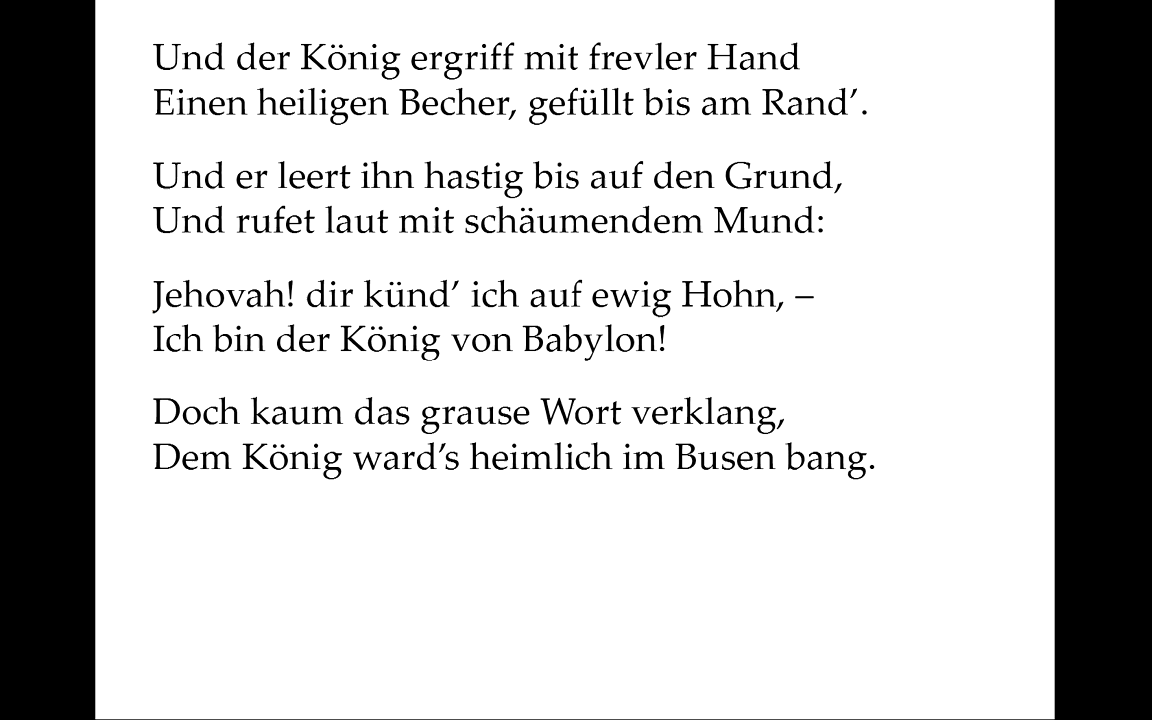 Und der König ergriff mit frevler Hand
Einen heiligen Becher, gefüllt bis am Rand’.
Und er leert ihn hastig bis auf den Grund,
Und rufet laut mit schäumendem Mund:
Jehovah! dir künd’ ich auf ewig Hohn, –
Ich bin der König von Babylon!
Doch kaum das grause Wort verklang,
Dem König ward’s heimlich im Busen bang.